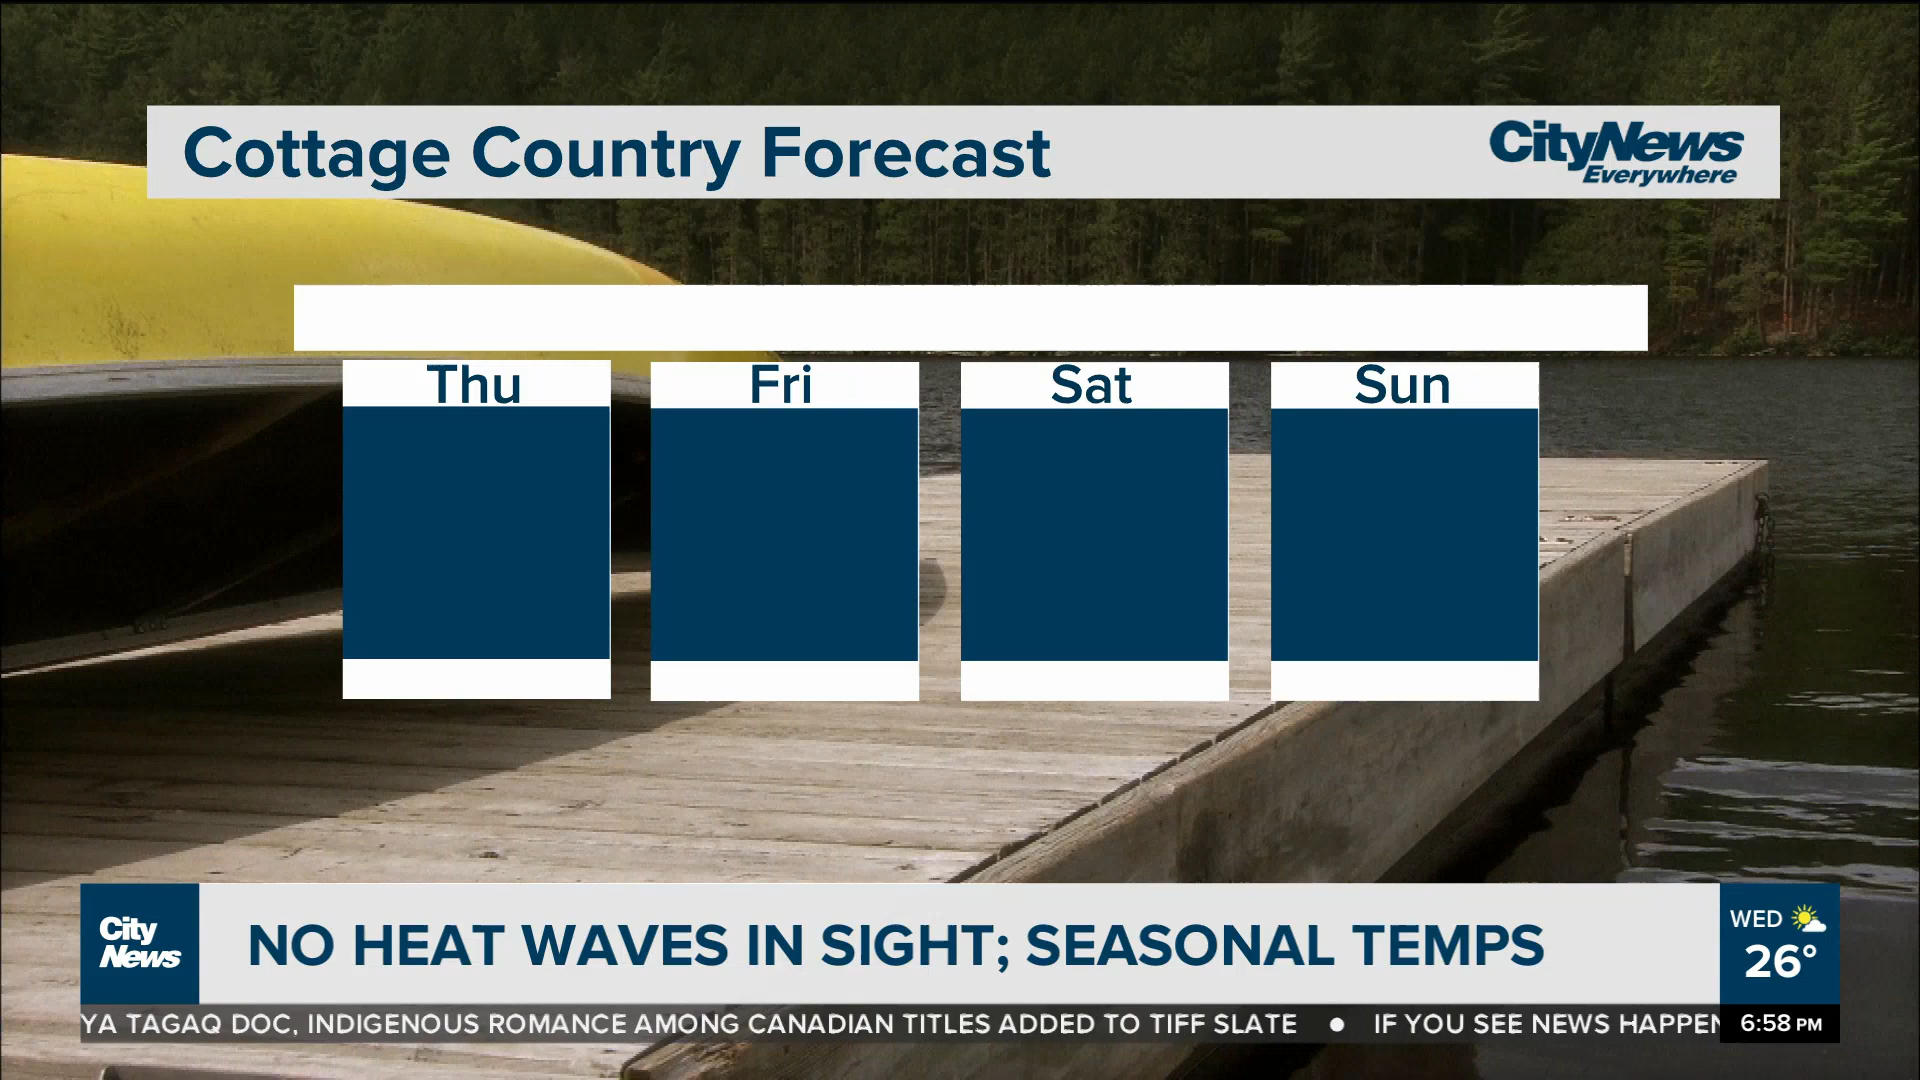 Cottage Country Forecast
CityNews
Everywhere
Thu
Fri
Sat
Sun
City
News
NO HEAT WAVES IN SIGHT; SEASONAL TEMPS
WED
26°
YA TAGAQ DOC, INDIGENOUS ROMANCE AMONG CANADIAN TITLES ADDED TO TIFF SLATE ● IF YOU SEE NEWS HAPPEN
6:58 PM